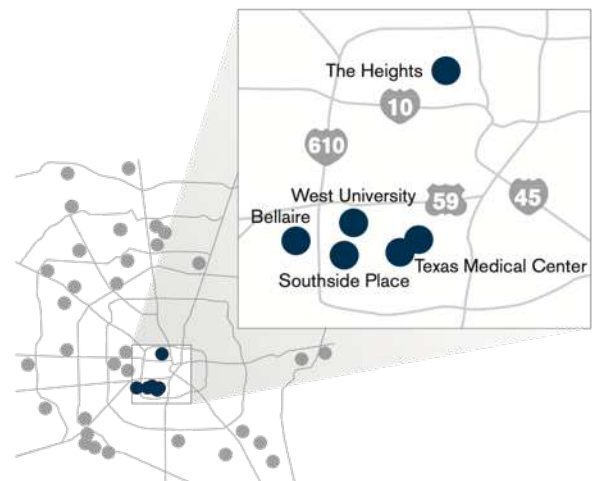 The Heights
10
610
West University
59
45
Bellaire
Texas Medical Center
Southside Place